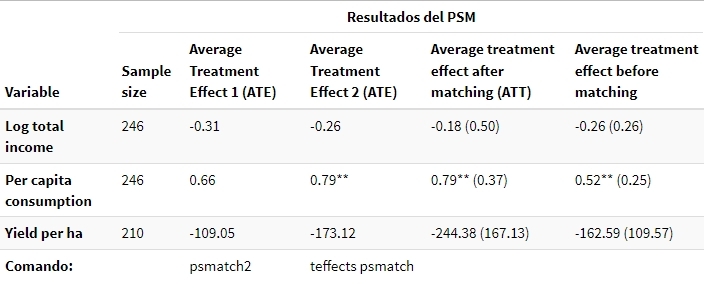 Resultados del PSM
Variable Sample size Average Treatment Effect 1 (ATE) Average Treatment Effect 2 (ATE) Average treatment effect after matching (ATT) Average treatment effect before matching
Log total income 246 -0.31 -0.26 -0.18 (0.50) -0.26 (0.26)
Per capita consumption 246 0.66 0.79** 0.79** (0.37) 0.52** (0.25)
Yield per ha 210 -109.05 -173.12 -244.38 (167.13) -162.59 (109.57)
Comando: psmatch2 teffects psmatch